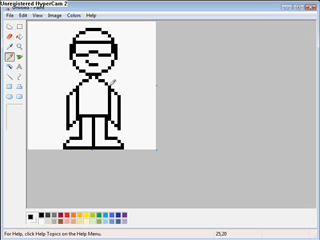 Unregistered HyperCam 2
File Edit View Image Colors Help
For Help, click Help Topics on the Help Menu.
25,20